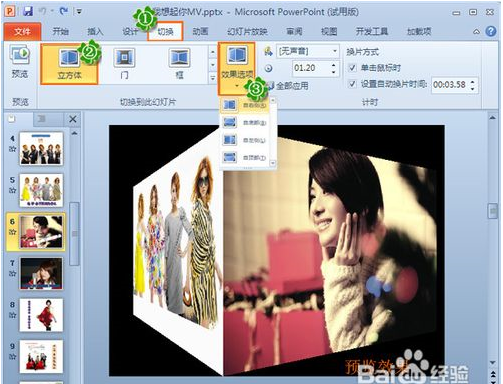 ①
我想起你MV.pptx - Microsoft PowerPoint (试用版)
文件 开始 插入 设计 切换 动画 幻灯片放映 审阅 视图 开发工具 加载项
②
预览
立方体 门 框
效果选项
[无声音]
01.20
全部应用
换片方式
单击鼠标时
设置自动换片时间: 00:03.58
预览 切换到此幻灯片 计时
③
自右侧(R)
自底部(B)
自左侧(L)
自顶部(T)
4
5
6
7
8
9
预览效果
Bai 百度经验